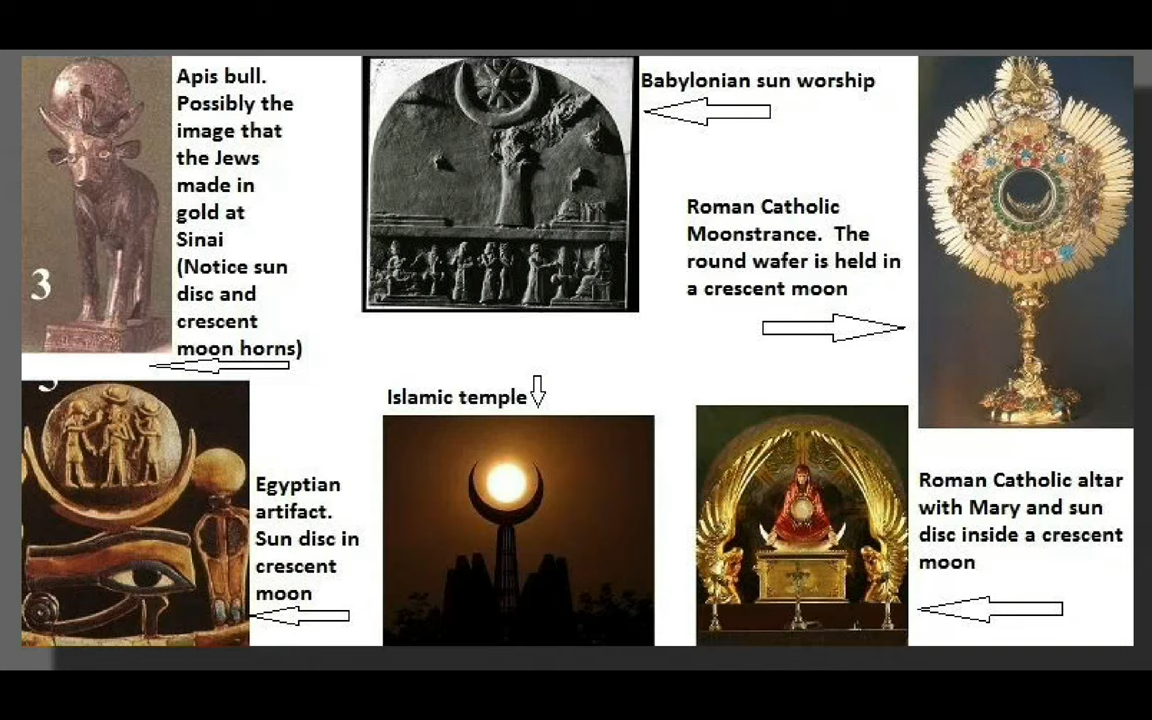 Apis bull.
Possibly the
image that
the Jews
made in
gold at
Sinai
(Notice sun
disc and
crescent
moon horns)
3
Babylonian sun worship
Roman Catholic
Moonstrance.  The
round wafer is held in
a crescent moon
Islamic temple
Egyptian
artifact.
Sun disc in
crescent
moon
Roman Catholic altar
with Mary and sun
disc inside a crescent
moon